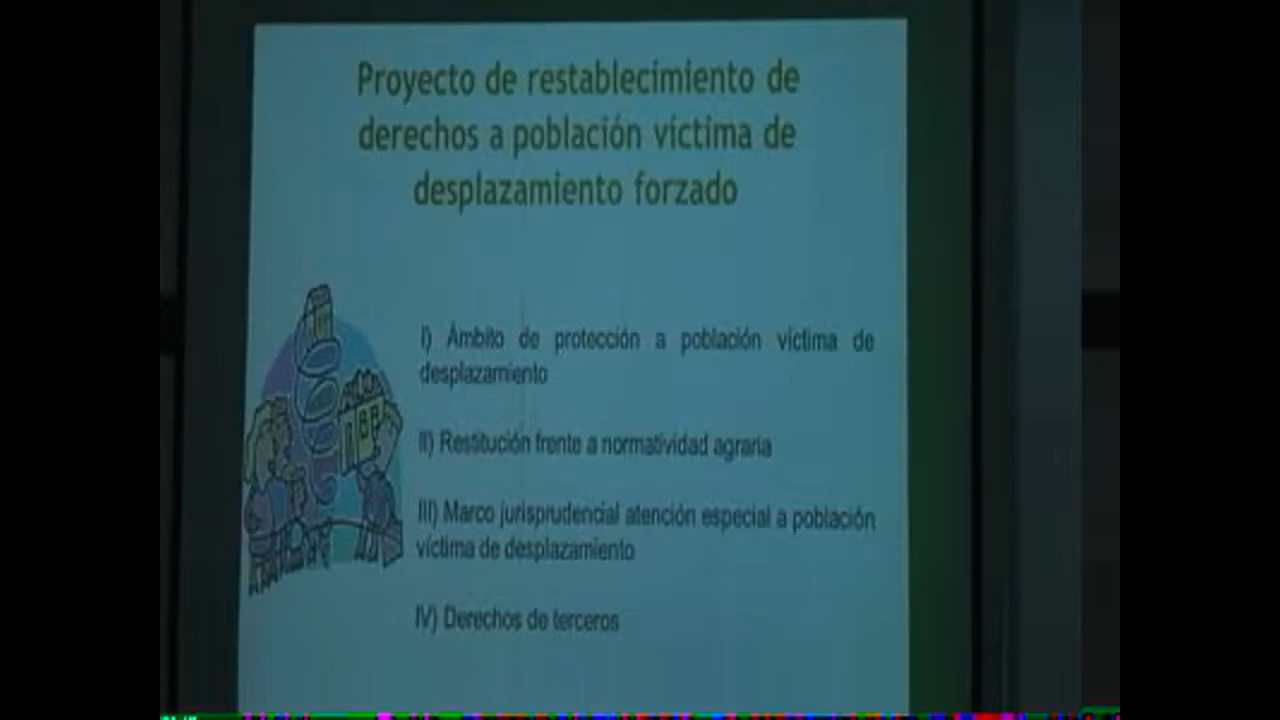 Proyecto de restablecimiento de
derechos a población víctima de
desplazamiento forzado
I) Ámbito de protección a población víctima de
desplazamiento
II) Restitución frente a normatividad agraria
III) Marco jurisprudencial atención especial a población
víctima de desplazamiento
IV) Derechos de terceros